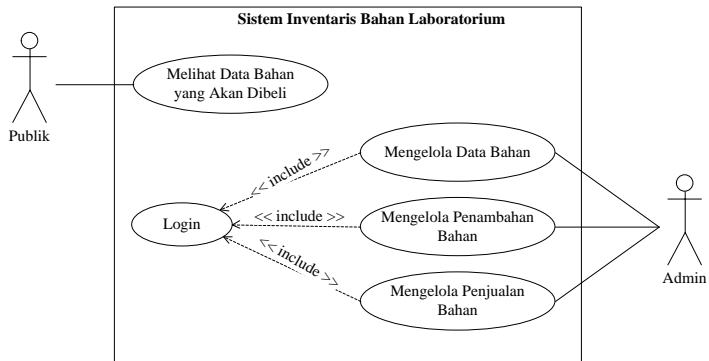 Sistem Inventaris Bahan Laboratorium
Melihat Data Bahan
yang Akan Dibeli
Publik
<< include >>
Mengelola Data Bahan
Login
<< include >>
Mengelola Penambahan
Bahan
<< include >>
Mengelola Penjualan
Bahan
Admin